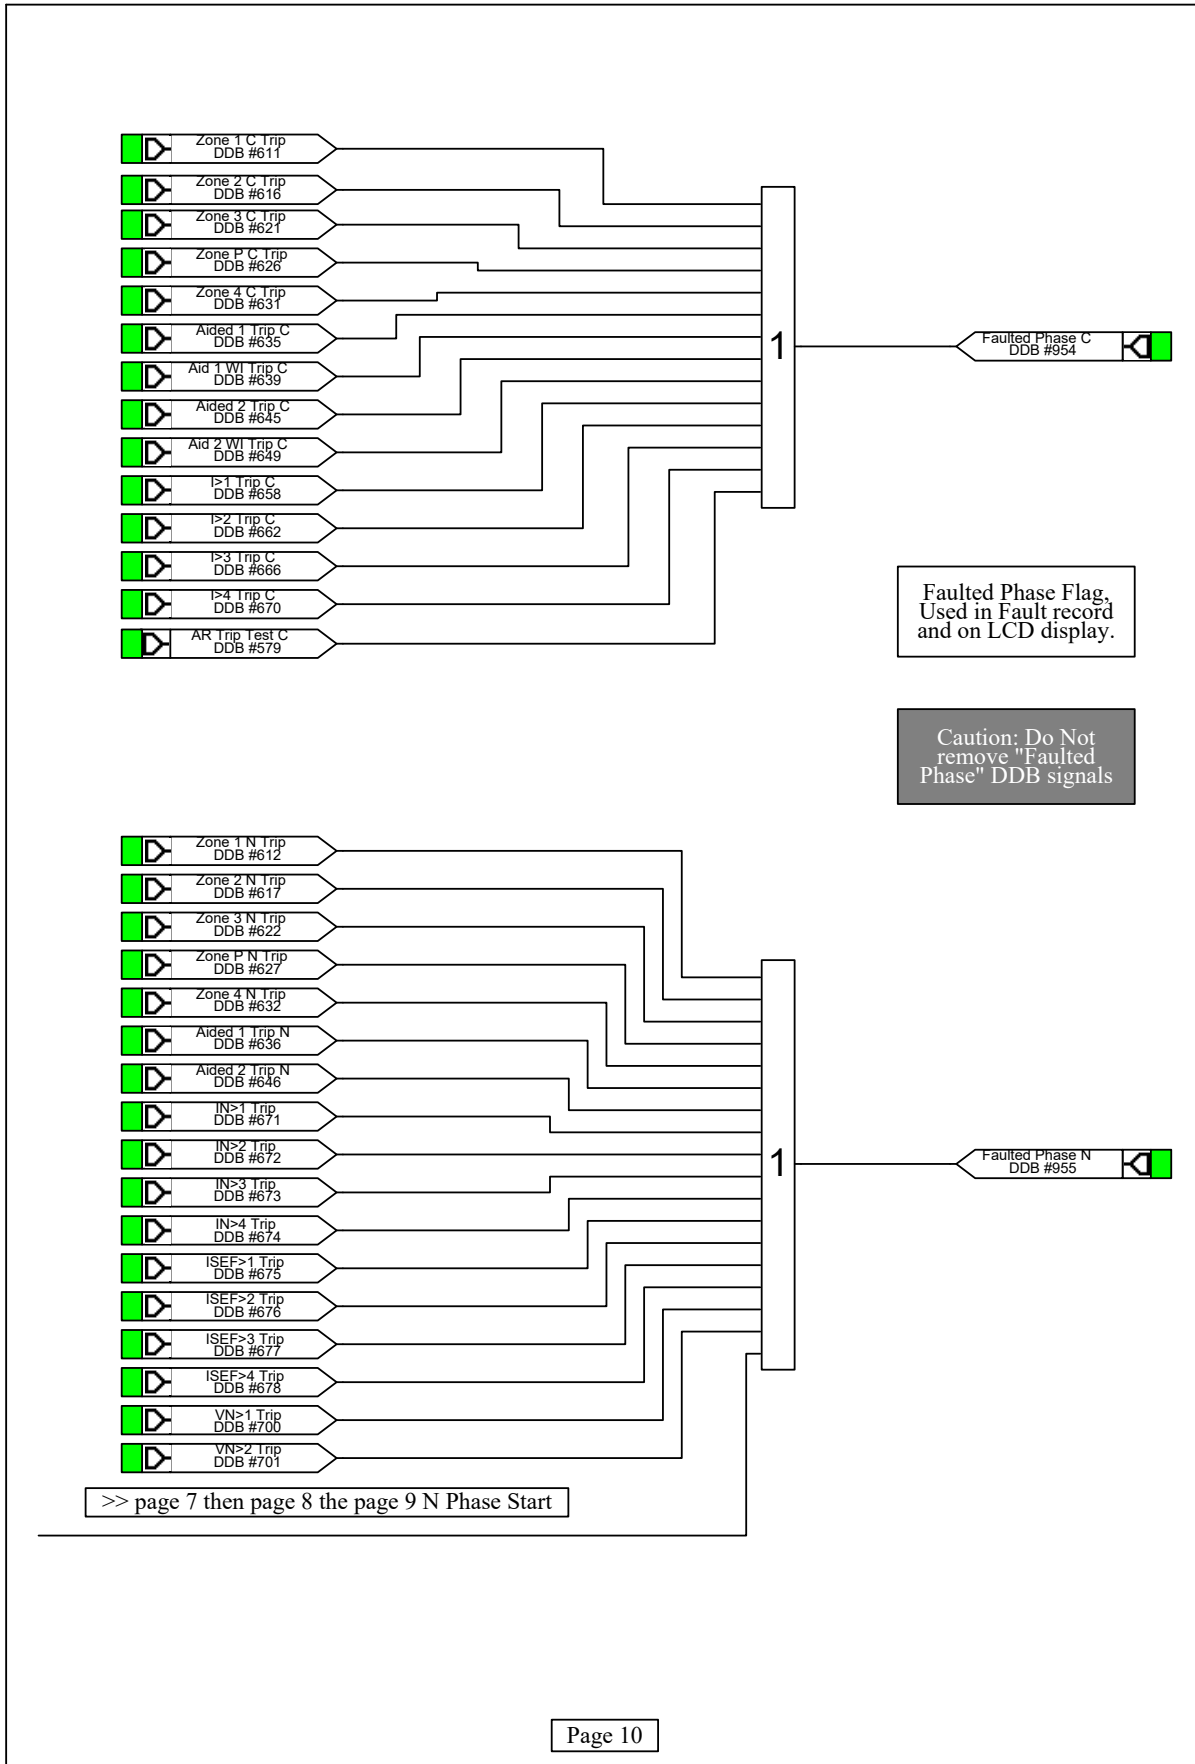 Zone 1 C Trip
DDB #611
Zone 2 C Trip
DDB #616
Zone 3 C Trip
DDB #621
Zone P C Trip
DDB #626
Zone 4 C Trip
DDB #631
Aided 1 Trip C
DDB #635
Aid 1 WI Trip C
DDB #639
Aided 2 Trip C
DDB #645
Aid 2 WI Trip C
DDB #649
I>1 Trip C
DDB #658
I>2 Trip C
DDB #662
I>3 Trip C
DDB #666
I>4 Trip C
DDB #670
AR Trip Test C
DDB #579
1
Faulted Phase C
DDB #954
Faulted Phase Flag,
Used in Fault record
and on LCD display.
Caution: Do Not
remove "Faulted
Phase" DDB signals
Zone 1 N Trip
DDB #612
Zone 2 N Trip
DDB #617
Zone 3 N Trip
DDB #622
Zone P N Trip
DDB #627
Zone 4 N Trip
DDB #632
Aided 1 Trip N
DDB #636
Aided 2 Trip N
DDB #646
IN>1 Trip
DDB #671
IN>2 Trip
DDB #672
IN>3 Trip
DDB #673
IN>4 Trip
DDB #674
ISEF>1 Trip
DDB #675
ISEF>2 Trip
DDB #676
ISEF>3 Trip
DDB #677
ISEF>4 Trip
DDB #678
VN>1 Trip
DDB #700
VN>2 Trip
DDB #701
1
Faulted Phase N
DDB #955
>> page 7 then page 8 the page 9 N Phase Start
Page 10